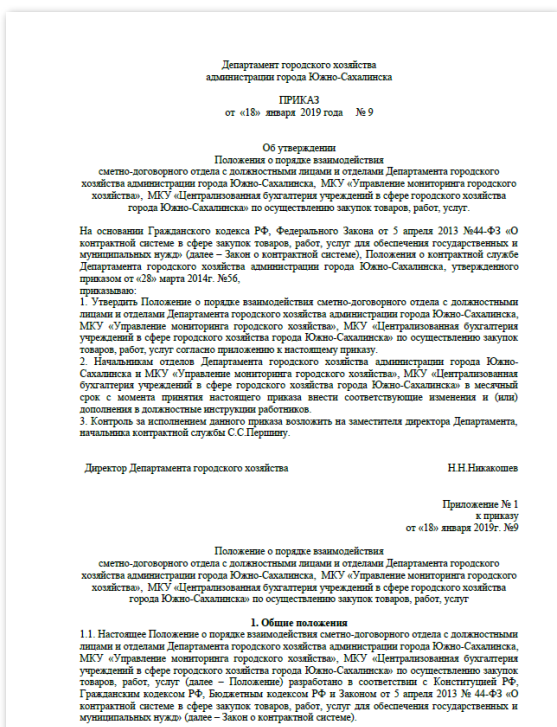 Департамент городского хозяйства
администрации города Южно-Сахалинска
ПРИКАЗ
от «18» января 2019 года № 9
Об утверждении
Положения о порядке взаимодействия
сметно-договорного отдела с должностными лицами и отделами Департамента городского
хозяйства администрации города Южно-Сахалинска, МКУ «Управление мониторинга городского
хозяйства», МКУ «Централизованная бухгалтерия учреждений в сфере городского хозяйства
города Южно-Сахалинска» по осуществлению закупок товаров, работ, услуг.
На основании Гражданского кодекса РФ, Федерального Закона от 5 апреля 2013 №44-ФЗ «О
контрактной системе в сфере закупок товаров, работ, услуг для обеспечения государственных и
муниципальных нужд» (далее – Закон о контрактной системе), Положения о контрактной службе
Департамента городского хозяйства администрации города Южно-Сахалинска, утвержденного
приказом от «28» марта 2014г. №56,
приказываю:
1. Утвердить Положение о порядке взаимодействия сметно-договорного отдела с должностными
лицами и отделами Департамента городского хозяйства администрации города Южно-Сахалинска,
МКУ «Управление мониторинга городского хозяйства», МКУ «Централизованная бухгалтерия
учреждений в сфере городского хозяйства города Южно-Сахалинска» по осуществлению закупок
товаров, работ, услуг согласно приложению к настоящему приказу.
2. Начальникам отделов Департамента городского хозяйства администрации города Южно-
Сахалинска и МКУ «Управление мониторинга городского хозяйства», МКУ «Централизованная
бухгалтерия учреждений в сфере городского хозяйства города Южно-Сахалинска» в месячный
срок с момента принятия настоящего приказа внести соответствующие изменения и (или)
дополнения в должностные инструкции работников.
3. Контроль за исполнением данного приказа возложить на заместителя директора Департамента,
начальника контрактной службы С.С.Першину.
Директор Департамента городского хозяйства Н.Н.Никакошев
Приложение № 1
к приказу
от «18» января 2019г. №9
Положение о порядке взаимодействия
сметно-договорного отдела с должностными лицами и отделами Департамента городского
хозяйства администрации города Южно-Сахалинска, МКУ «Управление мониторинга городского
хозяйства», МКУ «Централизованная бухгалтерия учреждений в сфере городского хозяйства
города Южно-Сахалинска» по осуществлению закупок товаров, работ, услуг
1. Общие положения
1.1. Настоящее Положение о порядке взаимодействия сметно-договорного отдела с должностными
лицами и отделами Департамента городского хозяйства администрации города Южно-Сахалинска,
МКУ «Управление мониторинга городского хозяйства», МКУ «Централизованная бухгалтерия
учреждений в сфере городского хозяйства города Южно-Сахалинска» по осуществлению закупок
товаров, работ, услуг (далее – Положение) разработано в соответствии с Конституцией РФ,
Гражданским кодексом РФ, Бюджетным кодексом РФ и Законом от 5 апреля 2013 № 44-ФЗ «О
контрактной системе в сфере закупок товаров, работ, услуг для обеспечения государственных и
муниципальных нужд» (далее – Закон о контрактной системе).